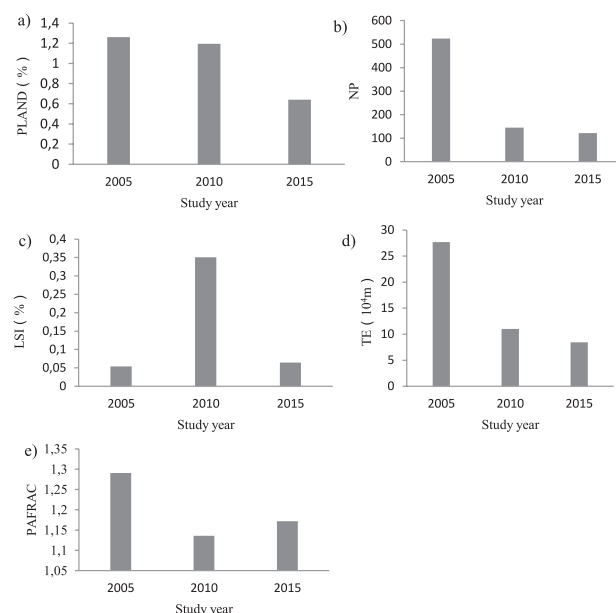 a)
PLAND ( % )
1,4
1,2
1
0,8
0,6
0,4
0,2
0
2005 2010 2015
Study year
b)
NP
600
500
400
300
200
100
0
2005 2010 2015
Study year
c)
LSI ( % )
0,4
0,35
0,3
0,25
0,2
0,15
0,1
0,05
0
2005 2010 2015
Study year
d)
TE ( 10⁴m )
30
25
20
15
10
5
0
2005 2010 2015
Study year
e)
PAFRAC
1,35
1,3
1,25
1,2
1,15
1,1
1,05
2005 2010 2015
Study year